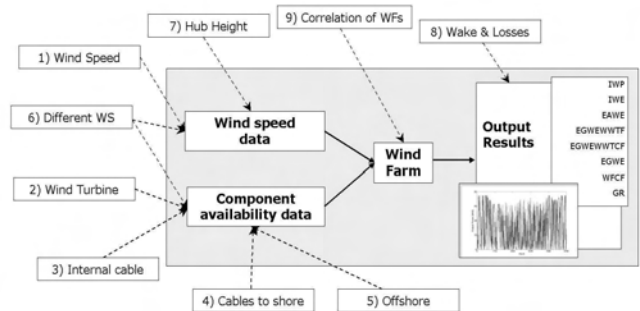 9) Correlation of WFs
7) Hub Height
8) Wake & Losses
1) Wind Speed
6) Different WS
2) Wind Turbine
3) Internal cable
4) Cables to shore
5) Offshore
Wind speed
data
Component
availability data
Wind
Farm
Output
Results
IWP
IWE
EAWE
EGWEWWTF
EGWEWWTCF
EGWE
WFCF
GR